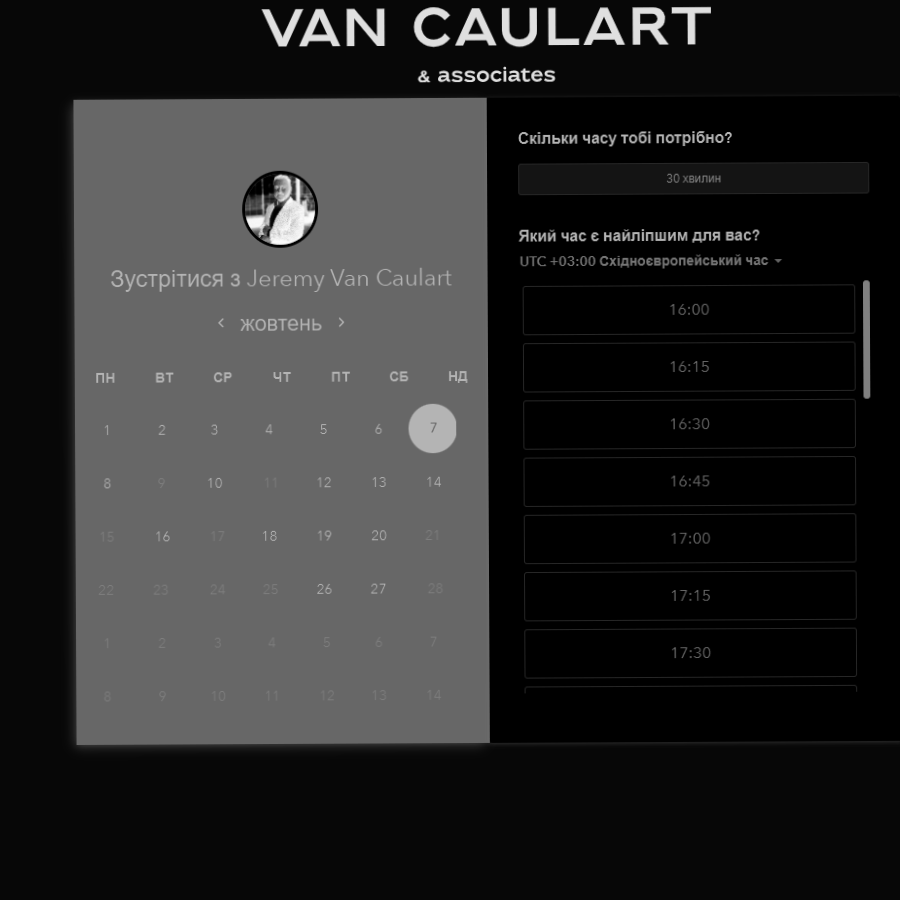 VAN CAULART
& associates
Зустрітися з Jeremy Van Caulart
жовтень
ПН ВТ СР ЧТ ПТ СБ НД
1 2 3 4 5 6 7
8 9 10 11 12 13 14
15 16 17 18 19 20 21
22 23 24 25 26 27 28
1 2 3 4 5 6 7
8 9 10 11 12 13 14
Скільки часу тобі потрібно?
30 хвилин
Який час є найліпшим для вас?
UTC +03:00 Східноєвропейський час
16:00
16:15
16:30
16:45
17:00
17:15
17:30